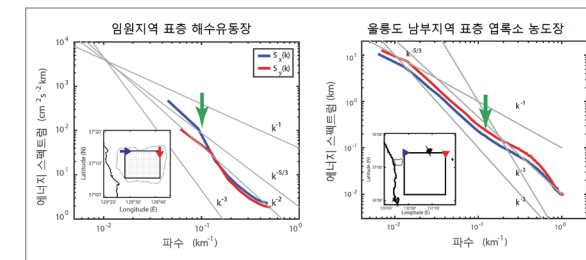 임원지역 표층 해수유동장
에너지 스펙트럼 (cm² s⁻² km)
10⁴
10³
10²
10¹
10⁰
S_x(k)
S_y(k)
k⁻¹
k⁻⁵/³
k⁻²
k⁻³
37°20'
37°10'
37°00'
Latitude (N)
129°20' 129°30' 129°40'
Longitude (E)
10⁻² 10⁻¹ 10⁰
파수 (km⁻¹)
울릉도 남부지역 표층 엽록소 농도장
에너지 스펙트럼
10¹
10⁰
10⁻¹
10⁻²
k⁻⁵/³
k⁻¹
k⁻³
k⁻²
Latitude (N)
Longitude (E)
10⁻² 10⁻¹ 10⁰
파수 (km⁻¹)